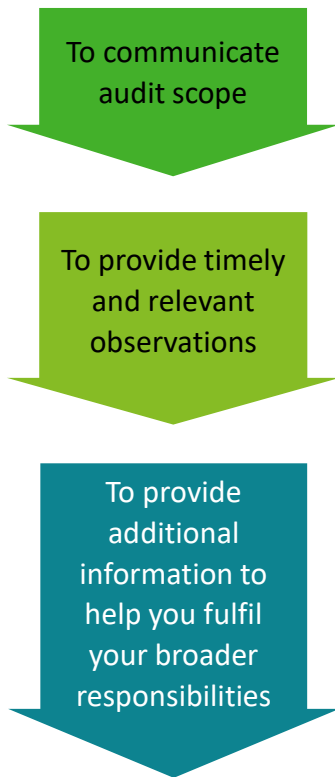 To communicate
audit scope
To provide timely
and relevant
observations
To provide
additional
information to
help you fulfil
your broader
responsibilities